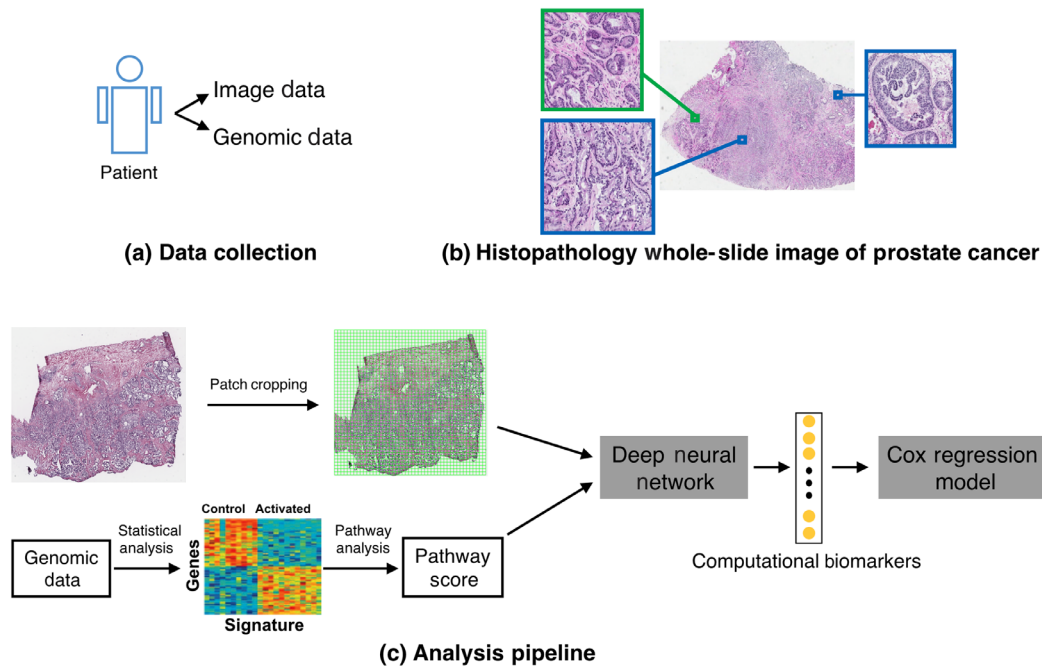 Image data
Genomic data
Patient
(a) Data collection
(b) Histopathology whole-slide image of prostate cancer
Patch cropping
Deep neural
network
Cox regression
model
Computational biomarkers
Control Activated
Genomic
data
Statistical
analysis
Genes
Signature
Pathway
analysis
Pathway
score
(c) Analysis pipeline